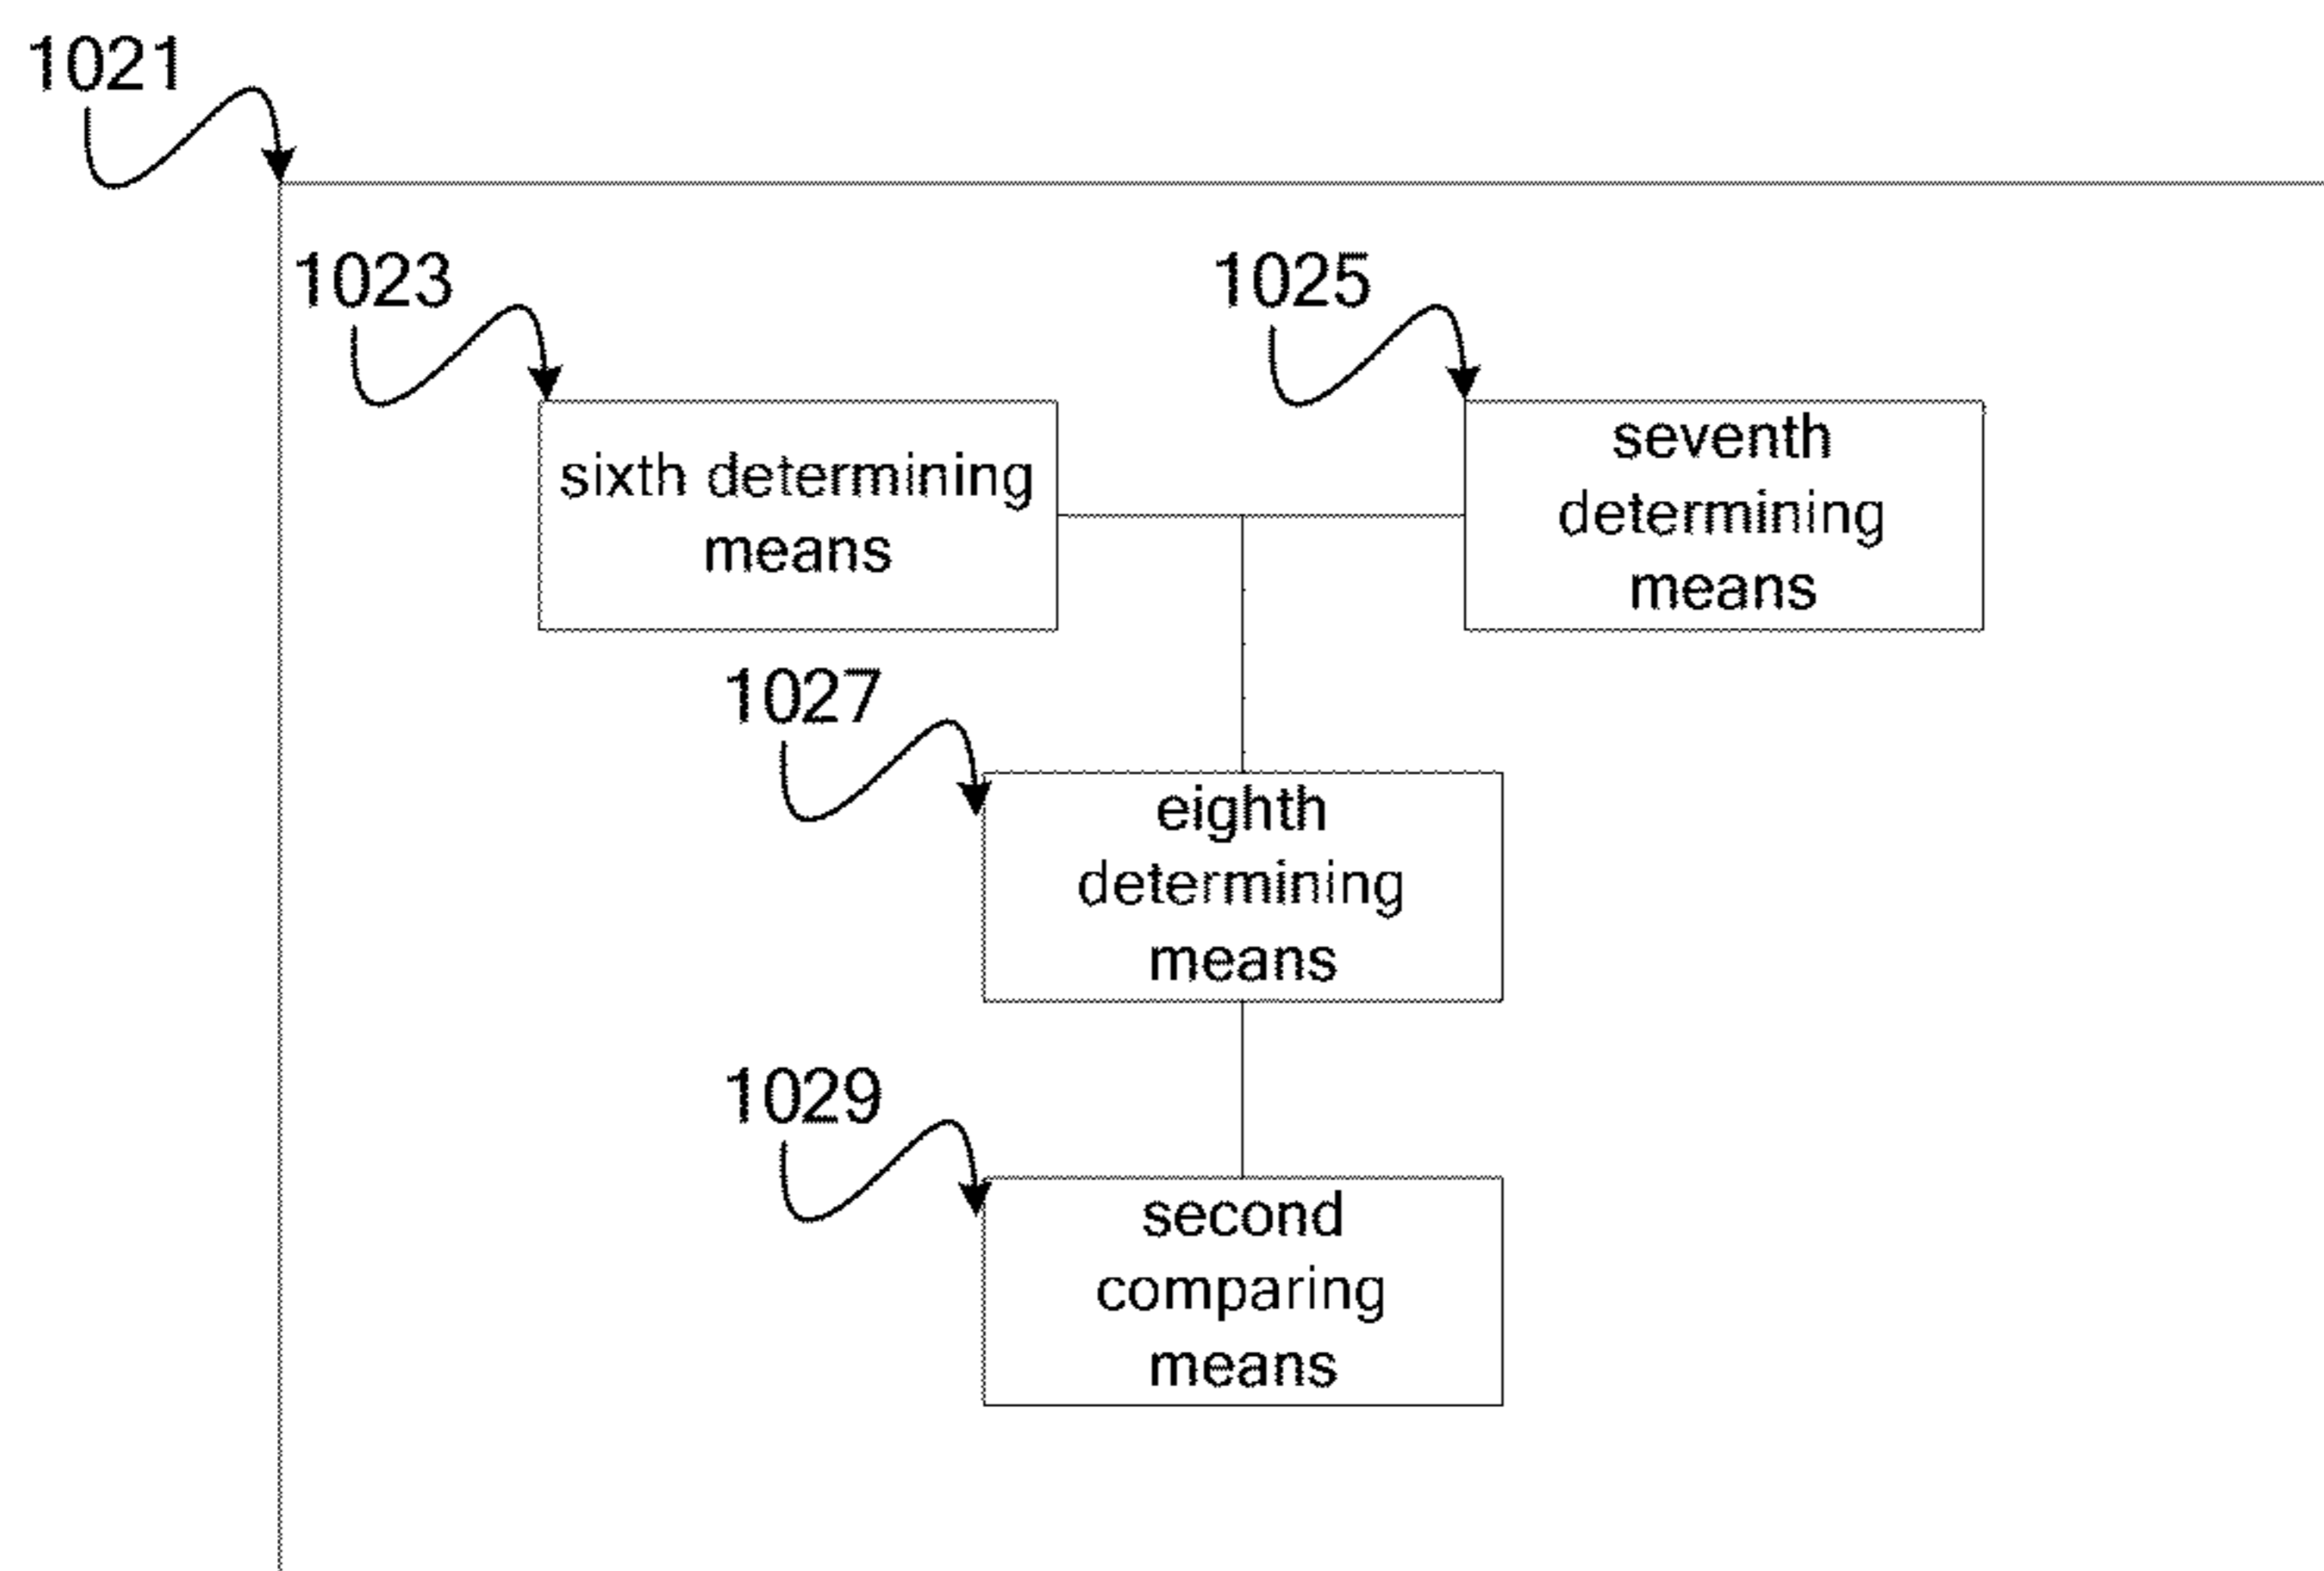 1021
1023
1025
sixth determining
means
seventh
determining
means
1027
eighth
determining
means
1029
second
comparing
means